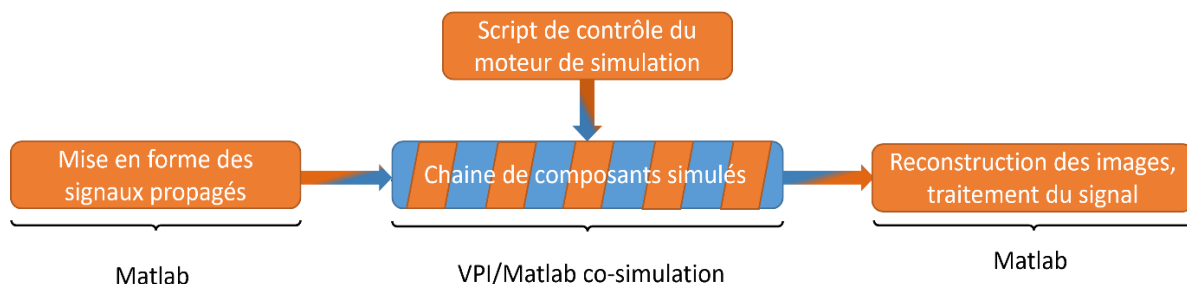 Script de contrôle du
moteur de simulation
Mise en forme des
signaux propagés
Chaine de composants simulés
Reconstruction des images,
traitement du signal
Matlab
VPI/Matlab co-simulation
Matlab